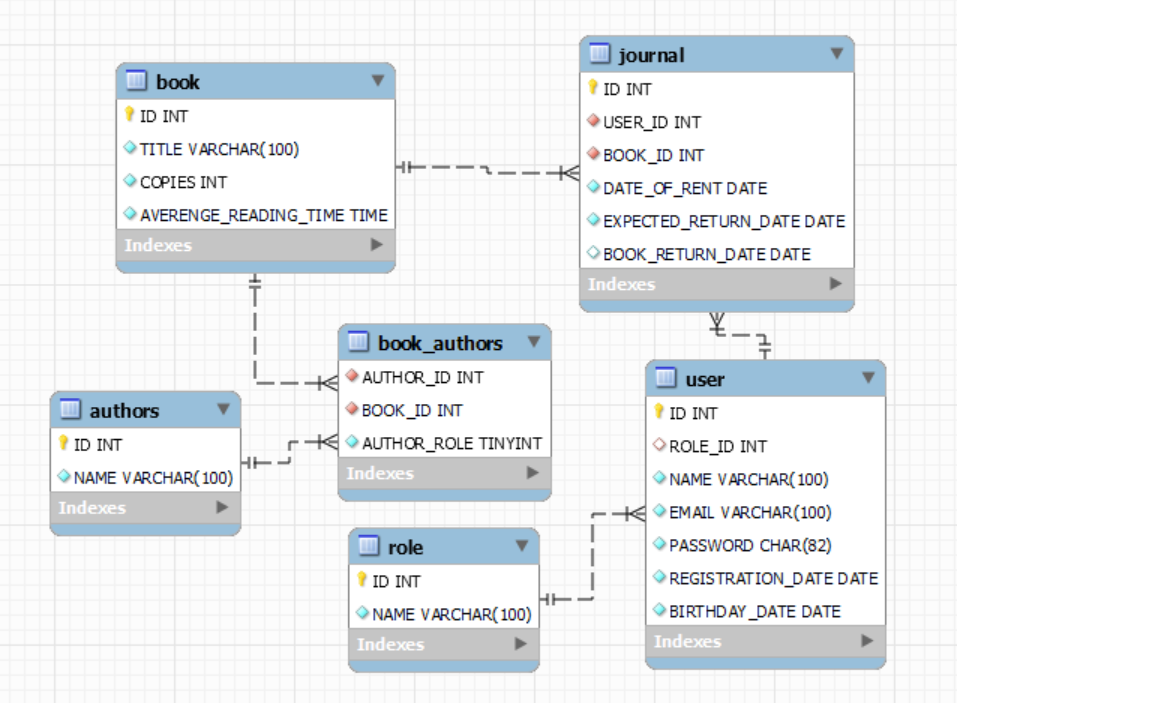 book
ID INT
TITLE VARCHAR(100)
COPIES INT
AVERENGE_READING_TIME TIME
Indexes
journal
ID INT
USER_ID INT
BOOK_ID INT
DATE_OF_RENT DATE
EXPECTED_RETURN_DATE DATE
BOOK_RETURN_DATE DATE
Indexes
book_authors
AUTHOR_ID INT
BOOK_ID INT
AUTHOR_ROLE TINYINT
Indexes
authors
ID INT
NAME VARCHAR(100)
Indexes
user
ID INT
ROLE_ID INT
NAME VARCHAR(100)
EMAIL VARCHAR(100)
PASSWORD CHAR(82)
REGISTRATION_DATE DATE
BIRTHDAY_DATE DATE
Indexes
role
ID INT
NAME VARCHAR(100)
Indexes